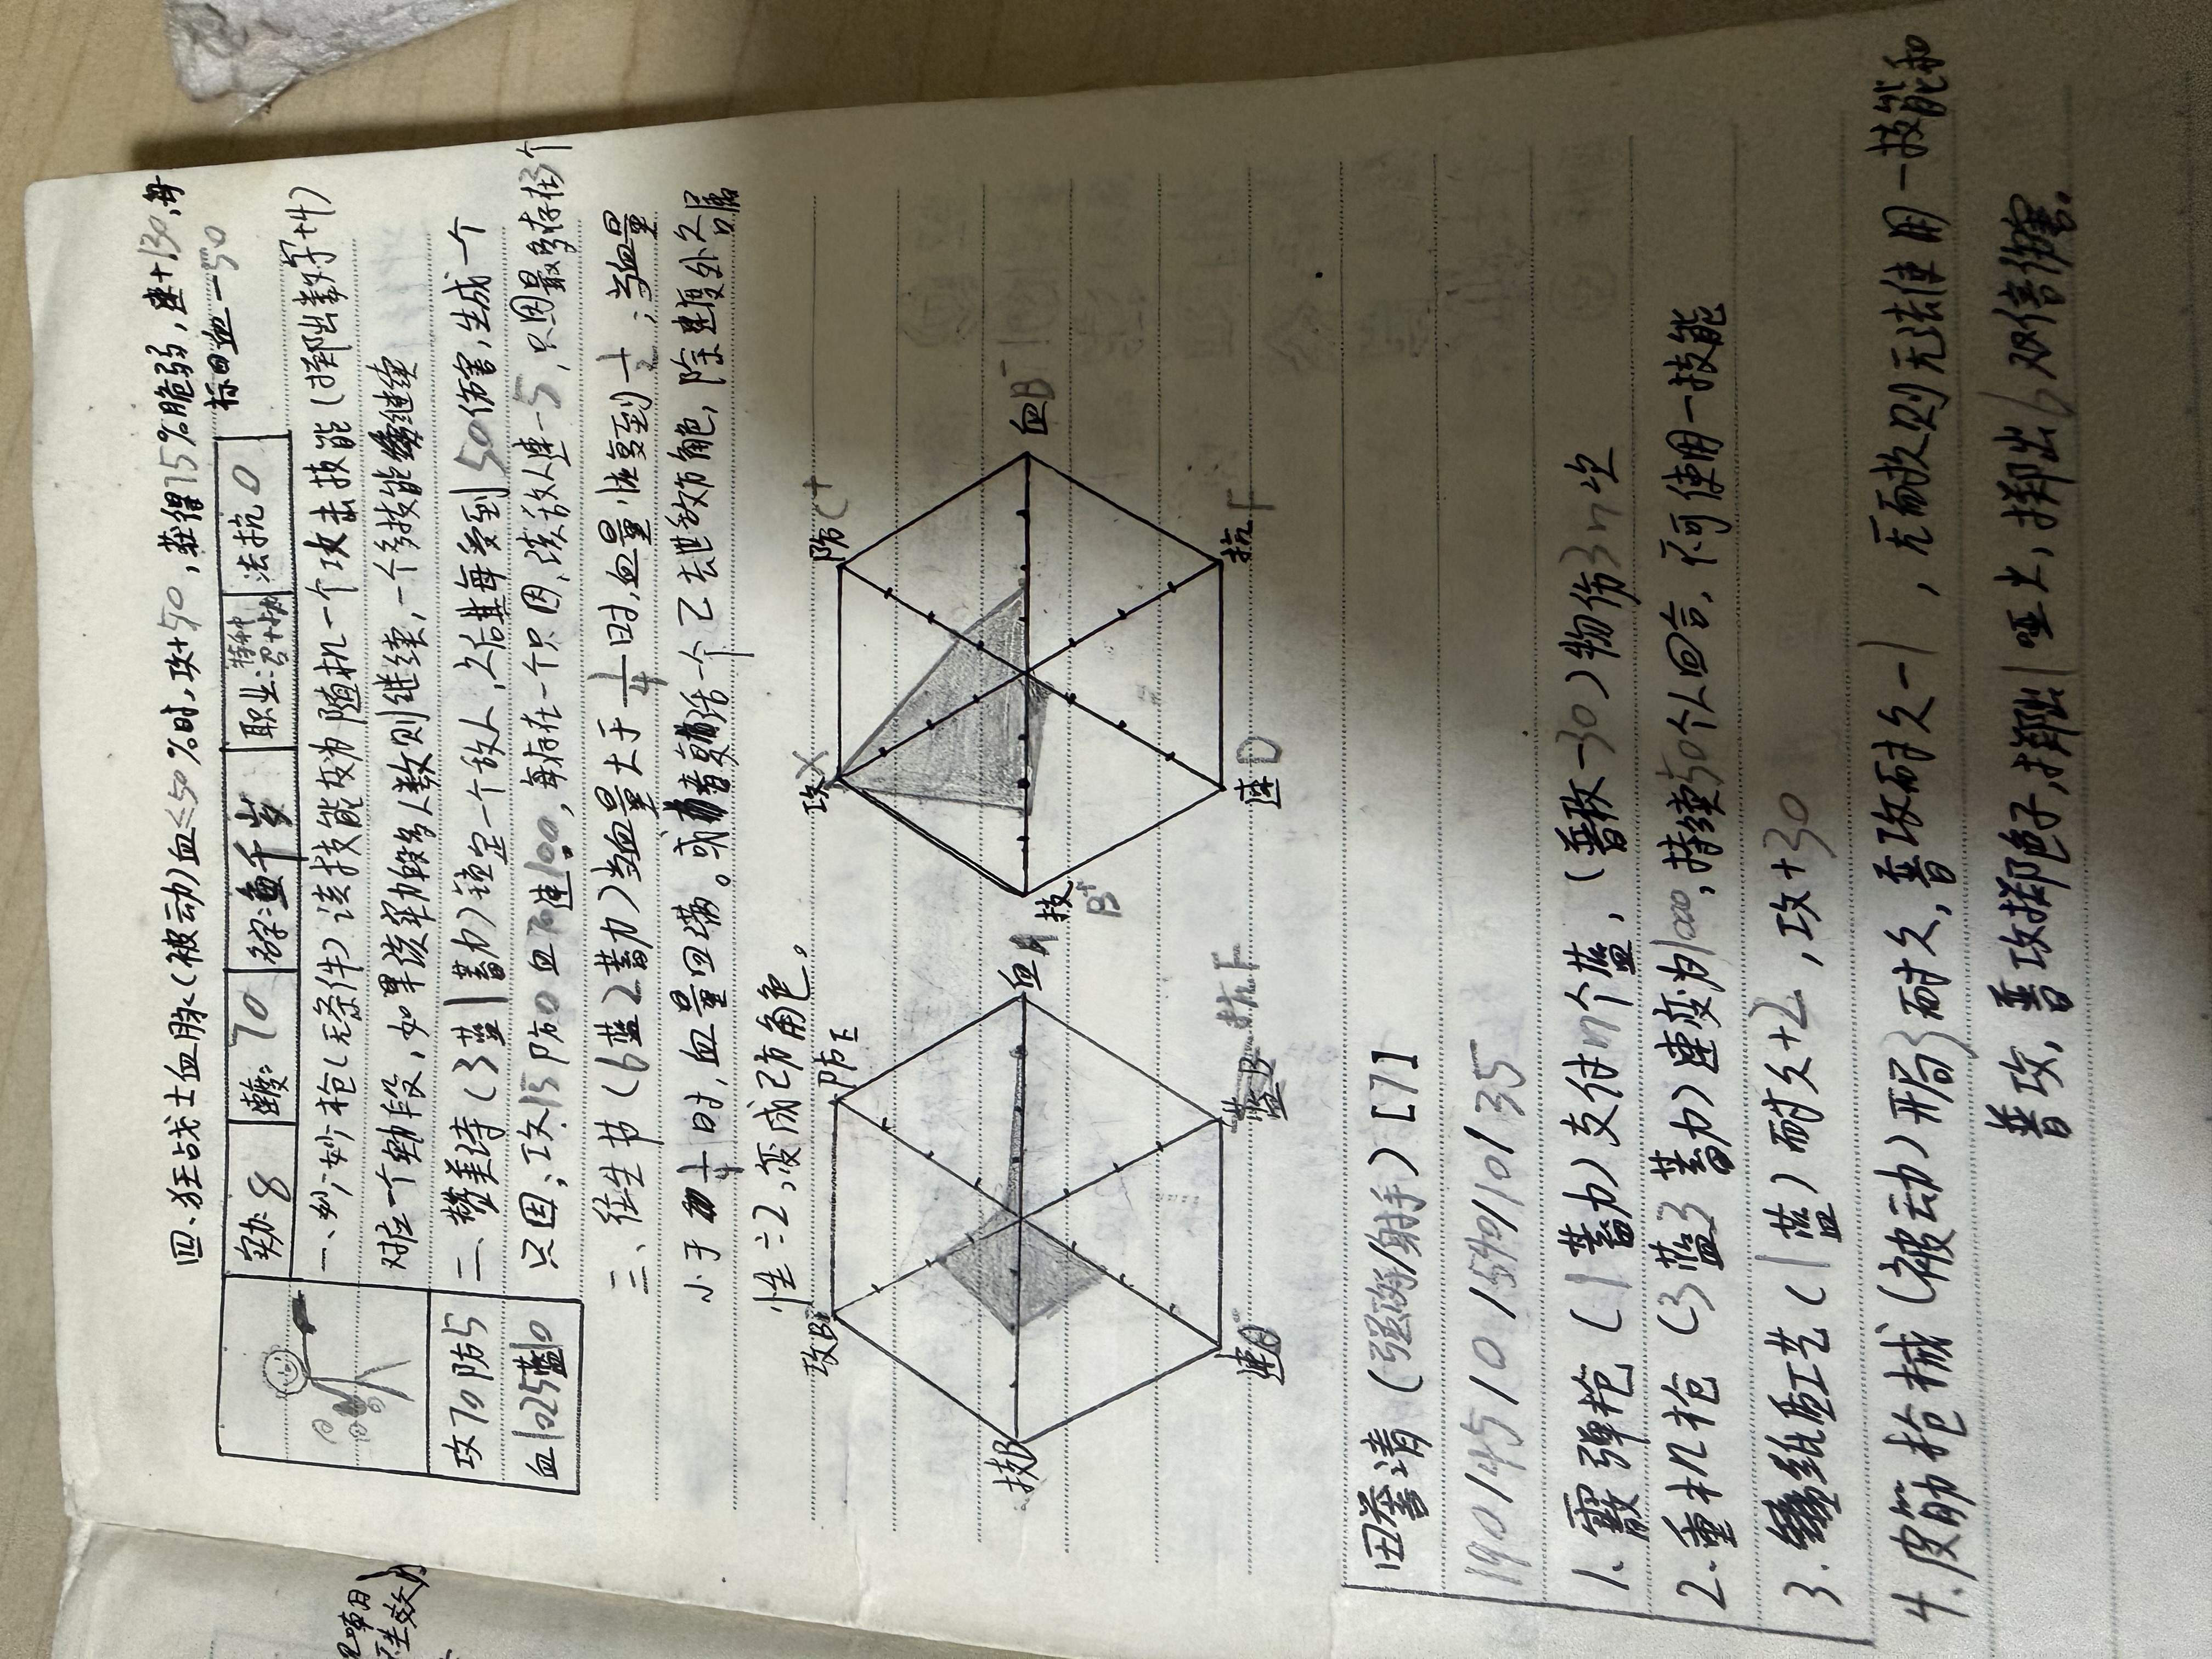 四、狂战士血脉(被动)血≤50%时,攻+50,获得75%脆弱,速+130,每
标回血-50
实力:8 速度:70 名字:鱼千岁 职业:特种 召+ 法抗0
一、妙妙枪(无条件)该技能变为随机一个攻击技能(掷出数字+4)
对应一个实力段,如果该实力段多人数则继续,一个多技能继续
攻70防5
血1025蓝10
二、赞美诗(3蓝1蓄力)锁定一个敌人,之后其每受到50伤害,生成一个
只因;攻15防0血70速100,每存在一个只因,该敌人速-5,只因最多存在3个
三、往生书(6蓝2蓄力)当血量大于1/4时,血量恢复到1/2;当血量
小于1/4时,血量回满。或者复活一个已去世敌方角色,除速度外各属
性÷2,变成己方角色。
攻B 防E
技B 血A
速A⁻ 蓝B 抗F
攻X 防C+
技B+ 血B⁻
速D 抗F
田誉清(强攻手/射手)[7]
190/45/0/540/10/35
1.霰弹枪(1蓄力)支付n个蓝,(普攻-30)物伤3n次
2.重机枪(3蓝3蓄力)速变为1000,持续50个人回合,不可使用一技能
3.纸质工艺(1蓝)耐久+2,攻+30
4.皮筋枪械(被动)开局3耐久,普攻耐久-1,无耐久则无法使用一技能和
普攻,普攻掷色子,掷出1哑火,掷出6双倍伤害。